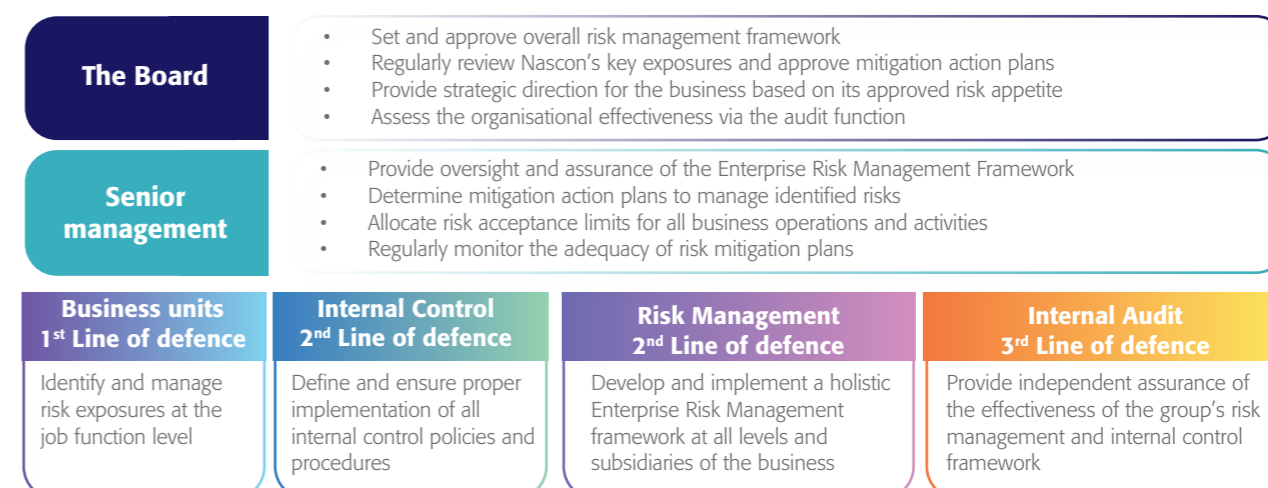 The Board
• Set and approve overall risk management framework
• Regularly review Nascon’s key exposures and approve mitigation action plans
• Provide strategic direction for the business based on its approved risk appetite
• Assess the organisational effectiveness via the audit function
Senior
management
• Provide oversight and assurance of the Enterprise Risk Management Framework
• Determine mitigation action plans to manage identified risks
• Allocate risk acceptance limits for all business operations and activities
• Regularly monitor the adequacy of risk mitigation plans
Business units
1st Line of defence
Identify and manage
risk exposures at the
job function level
Internal Control
2nd Line of defence
Define and ensure proper
implementation of all
internal control policies and
procedures
Risk Management
2nd Line of defence
Develop and implement a holistic
Enterprise Risk Management
framework at all levels and
subsidiaries of the business
Internal Audit
3rd Line of defence
Provide independent assurance of
the effectiveness of the group’s risk
management and internal control
framework